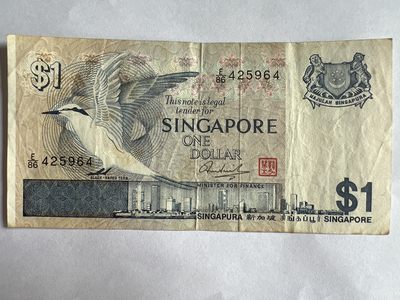 $1
E/86 425964
MAJULAH SINGAPURA
This note is legal
tender for
SINGAPORE
ONE
DOLLAR
E/86 425964
MINISTER FOR FINANCE
BLACK-NAPED TERN
$1
SINGAPURA 新加坡 சிங்கப்பூர் SINGAPORE